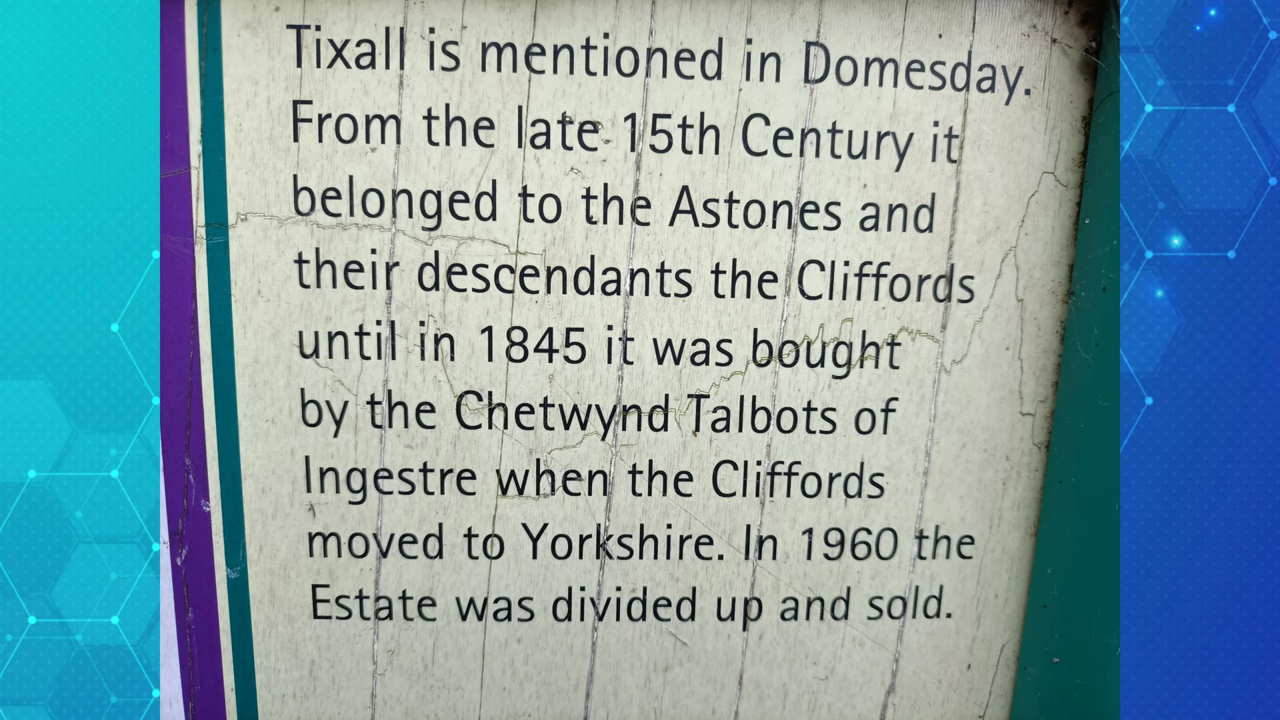 Tixall is mentioned in Domesday.
From the late 15th Century it
belonged to the Astones and
their descendants the Cliffords
until in 1845 it was bought
by the Chetwynd Talbots of
Ingestre when the Cliffords
moved to Yorkshire. In 1960 the
Estate was divided up and sold.